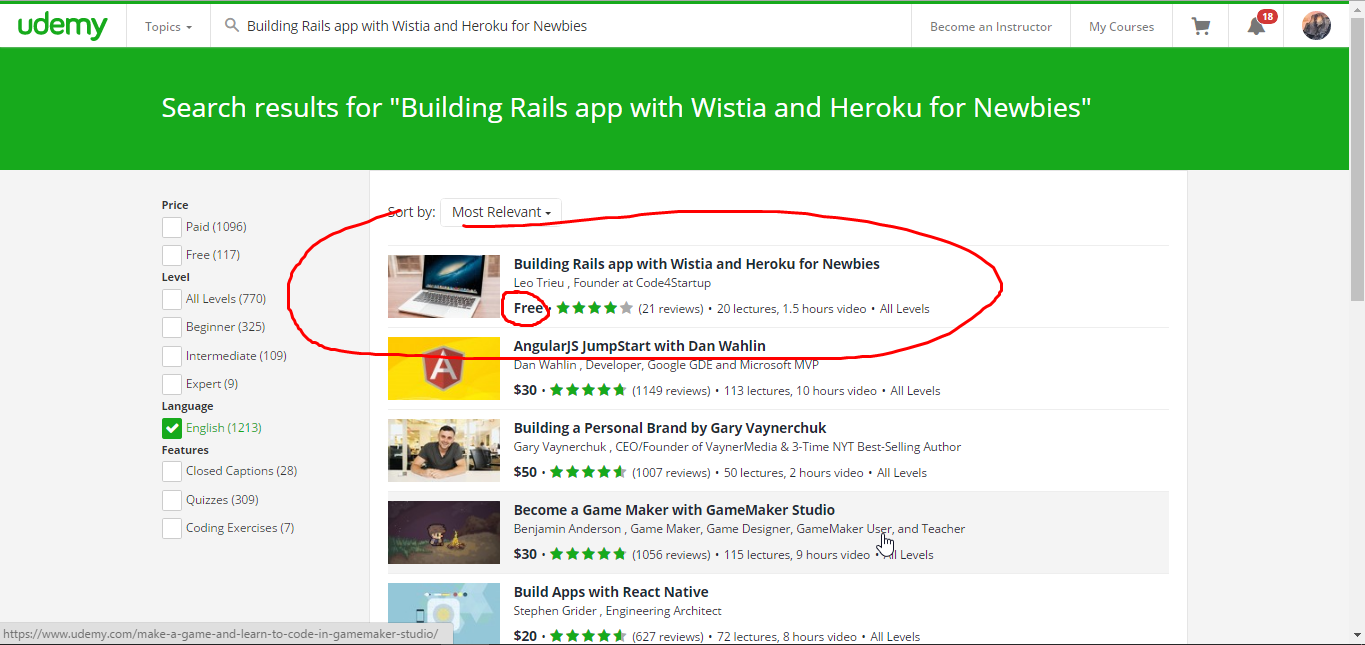 udemy
Topics
Building Rails app with Wistia and Heroku for Newbies
Become an Instructor
My Courses
18
Search results for "Building Rails app with Wistia and Heroku for Newbies"
Price
Paid (1096)
Free (117)
Level
All Levels (770)
Beginner (325)
Intermediate (109)
Expert (9)
Language
English (1213)
Features
Closed Captions (28)
Quizzes (309)
Coding Exercises (7)
Sort by: Most Relevant
Building Rails app with Wistia and Heroku for Newbies
Leo Trieu , Founder at Code4Startup
Free • (21 reviews) • 20 lectures, 1.5 hours video • All Levels
AngularJS JumpStart with Dan Wahlin
Dan Wahlin , Developer, Google GDE and Microsoft MVP
$30 • (1149 reviews) • 113 lectures, 10 hours video • All Levels
Building a Personal Brand by Gary Vaynerchuk
Gary Vaynerchuk , CEO/Founder of VaynerMedia & 3-Time NYT Best-Selling Author
$50 • (1007 reviews) • 50 lectures, 2 hours video • All Levels
Become a Game Maker with GameMaker Studio
Benjamin Anderson , Game Maker, Game Designer, GameMaker User, and Teacher
$30 • (1056 reviews) • 115 lectures, 9 hours video • All Levels
Build Apps with React Native
Stephen Grider , Engineering Architect
$20 • (627 reviews) • 72 lectures, 8 hours video • All Levels
https://www.udemy.com/make-a-game-and-learn-to-code-in-gamemaker-studio/